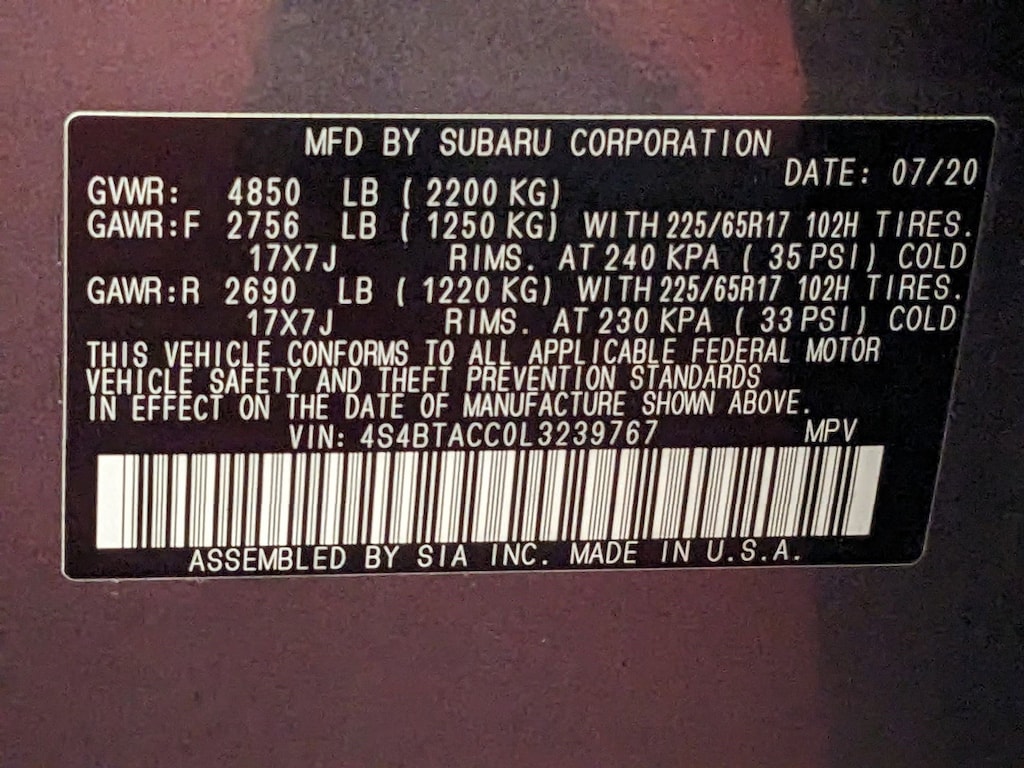 MFD BY SUBARU CORPORATION
DATE: 07/20
GVWR: 4850 LB ( 2200 KG)
GAWR:F 2756 LB ( 1250 KG) WITH 225/65R17 102H TIRES.
17X7J RIMS. AT 240 KPA ( 35 PSI) COLD
GAWR:R 2690 LB ( 1220 KG) WITH 225/65R17 102H TIRES.
17X7J RIMS. AT 230 KPA ( 33 PSI) COLD
THIS VEHICLE CONFORMS TO ALL APPLICABLE FEDERAL MOTOR
VEHICLE SAFETY AND THEFT PREVENTION STANDARDS
IN EFFECT ON THE DATE OF MANUFACTURE SHOWN ABOVE.
VIN: 4S4BTACC0L3239767 MPV
ASSEMBLED BY SIA INC. MADE IN U.S.A.